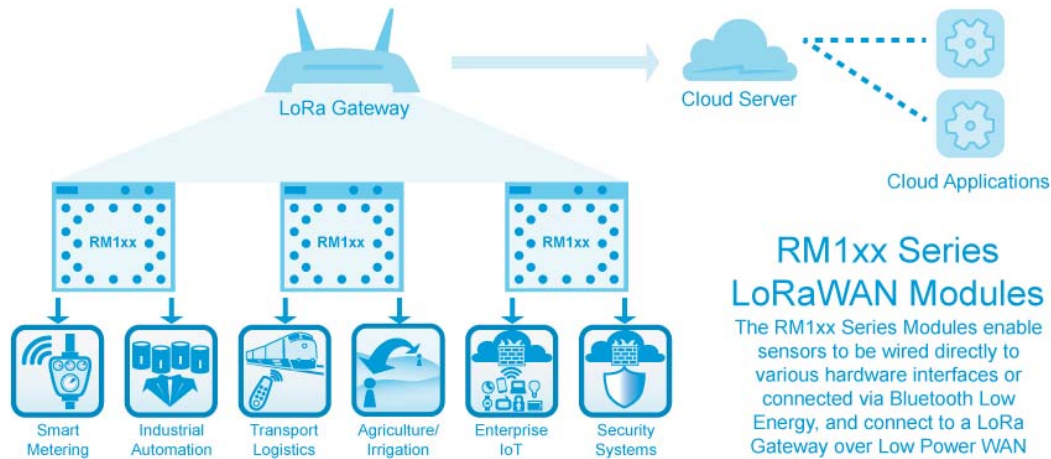 LoRa Gateway
Cloud Server
Cloud Applications
RM1xx
RM1xx
RM1xx
Smart
Metering
Industrial
Automation
Transport
Logistics
Agriculture/
Irrigation
Enterprise
IoT
Security
Systems
RM1xx Series
LoRaWAN Modules
The RM1xx Series Modules enable
sensors to be wired directly to
various hardware interfaces or
connected via Bluetooth Low
Energy, and connect to a LoRa
Gateway over Low Power WAN